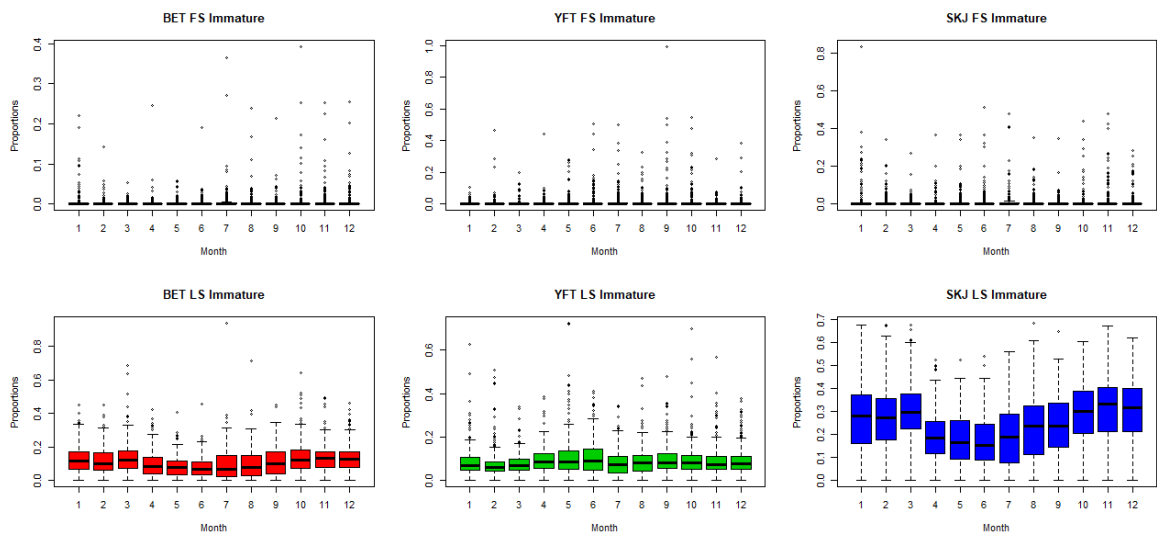 BET FS Immature
YFT FS Immature
SKJ FS Immature
Proportions
0.0 0.1 0.2 0.3 0.4
1 2 3 4 5 6 7 8 9 10 11 12
Month
Proportions
0.0 0.2 0.4 0.6 0.8 1.0
1 2 3 4 5 6 7 8 9 10 11 12
Month
Proportions
0.0 0.2 0.4 0.6 0.8
1 2 3 4 5 6 7 8 9 10 11 12
Month
BET LS Immature
YFT LS Immature
SKJ LS Immature
Proportions
0.0 0.2 0.4 0.6 0.8
1 2 3 4 5 6 7 8 9 10 11 12
Month
Proportions
0.0 0.2 0.4 0.6
1 2 3 4 5 6 7 8 9 10 11 12
Month
Proportions
0.0 0.1 0.2 0.3 0.4 0.5 0.6 0.7
1 2 3 4 5 6 7 8 9 10 11 12
Month